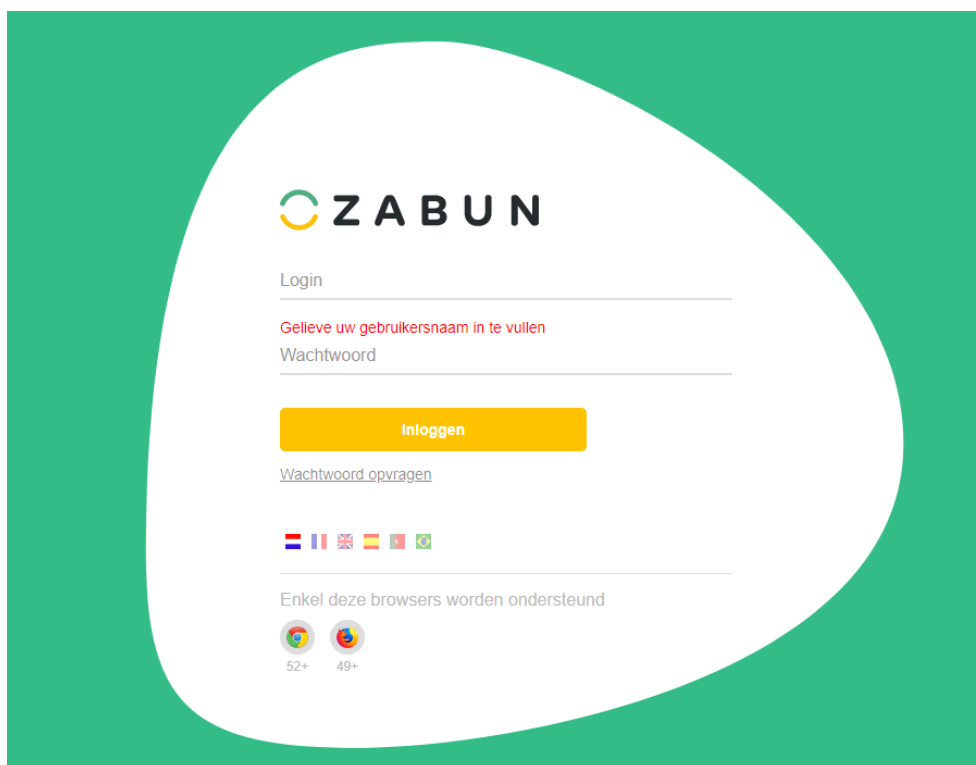 ZABUN
Login
Gelieve uw gebruikersnaam in te vullen
Wachtwoord
Inloggen
Wachtwoord opvragen
Enkel deze browsers worden ondersteund
52+ 49+